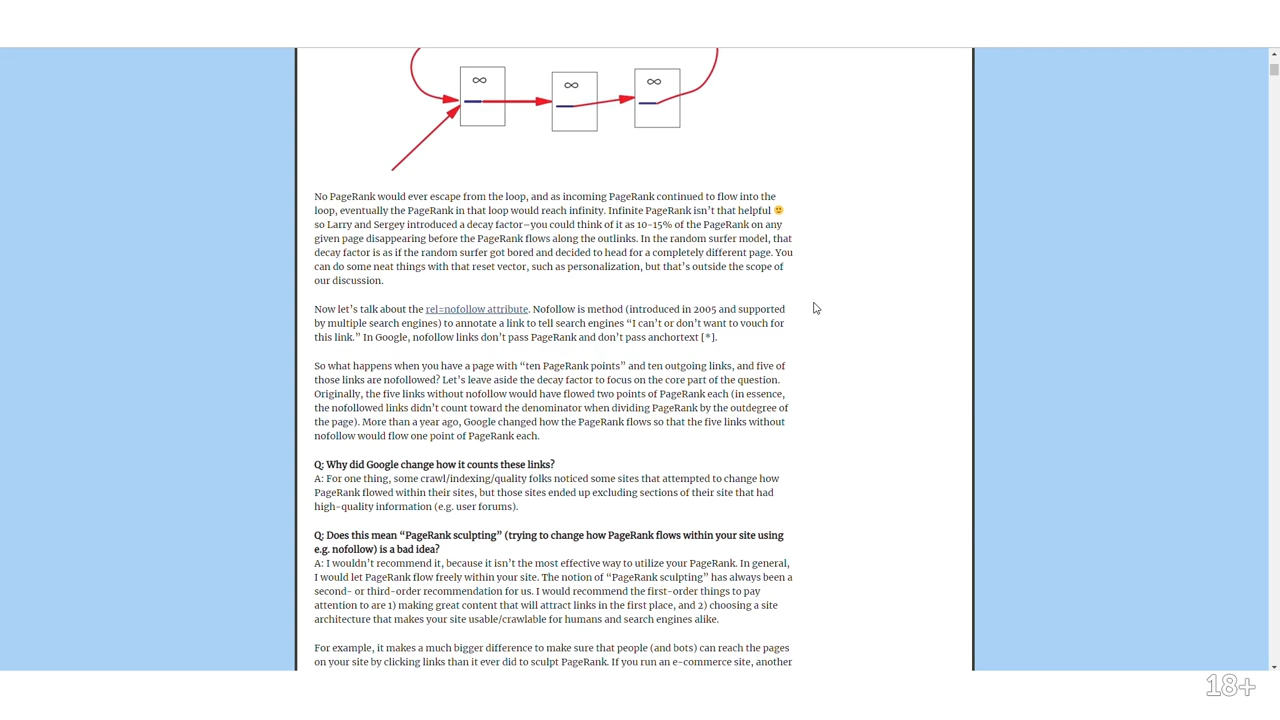 ∞ ∞ ∞
No PageRank would ever escape from the loop, and as incoming PageRank continued to flow into the
loop, eventually the PageRank in that loop would reach infinity. Infinite PageRank isn’t that helpful 🙂
so Larry and Sergey introduced a decay factor–you could think of it as 10-15% of the PageRank on any
given page disappearing before the PageRank flows along the outlinks. In the random surfer model, that
decay factor is as if the random surfer got bored and decided to head for a completely different page. You
can do some neat things with that reset vector, such as personalization, but that’s outside the scope of
our discussion.
Now let’s talk about the rel=nofollow attribute. Nofollow is method (introduced in 2005 and supported
by multiple search engines) to annotate a link to tell search engines “I can’t or don’t want to vouch for
this link.” In Google, nofollow links don’t pass PageRank and don’t pass anchortext [*].
So what happens when you have a page with “ten PageRank points” and ten outgoing links, and five of
those links are nofollowed? Let’s leave aside the decay factor to focus on the core part of the question.
Originally, the five links without nofollow would have flowed two points of PageRank each (in essence,
the nofollowed links didn’t count toward the denominator when dividing PageRank by the outdegree of
the page). More than a year ago, Google changed how the PageRank flows so that the five links without
nofollow would flow one point of PageRank each.
Q: Why did Google change how it counts these links?
A: For one thing, some crawl/indexing/quality folks noticed some sites that attempted to change how
PageRank flowed within their sites, but those sites ended up excluding sections of their site that had
high-quality information (e.g. user forums).
Q: Does this mean “PageRank sculpting” (trying to change how PageRank flows within your site using
e.g. nofollow) is a bad idea?
A: I wouldn’t recommend it, because it isn’t the most effective way to utilize your PageRank. In general,
I would let PageRank flow freely within your site. The notion of “PageRank sculpting” has always been a
second- or third-order recommendation for us. I would recommend the first-order things to pay
attention to are 1) making great content that will attract links in the first place, and 2) choosing a site
architecture that makes your site usable/crawlable for humans and search engines alike.
For example, it makes a much bigger difference to make sure that people (and bots) can reach the pages
on your site by clicking links than it ever did to sculpt PageRank. If you run an e-commerce site, another
18+